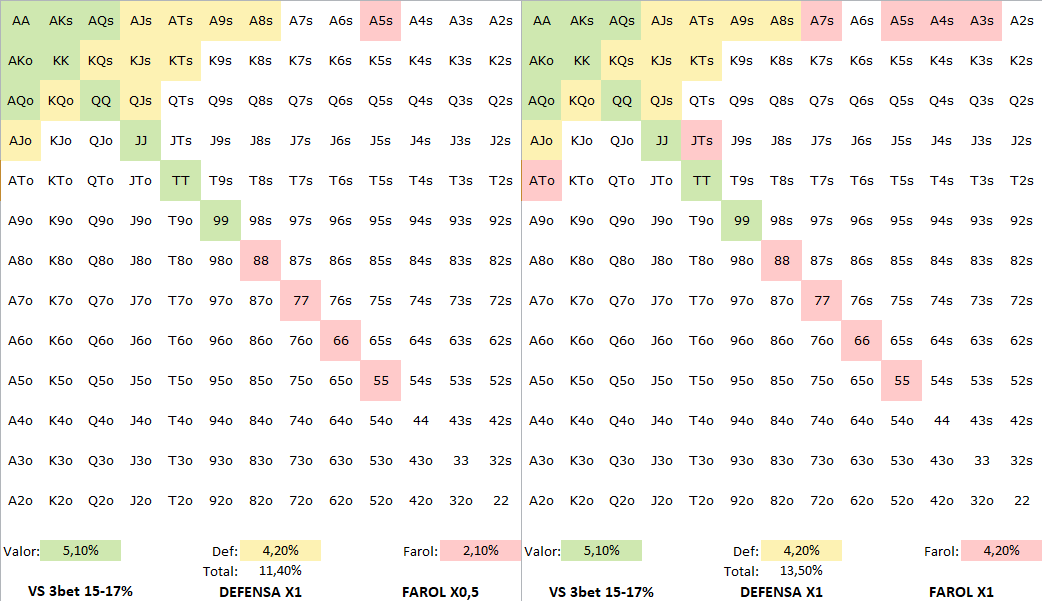 AA AKs AQs AJs ATs A9s A8s A7s A6s A5s A4s A3s A2s AA AKs AQs AJs ATs A9s A8s A7s A6s A5s A4s A3s A2s
AKo KK KQs KJs KTs K9s K8s K7s K6s K5s K4s K3s K2s AKo KK KQs KJs KTs K9s K8s K7s K6s K5s K4s K3s K2s
AQo KQo QQ QJs QTs Q9s Q8s Q7s Q6s Q5s Q4s Q3s Q2s AQo KQo QQ QJs QTs Q9s Q8s Q7s Q6s Q5s Q4s Q3s Q2s
AJo KJo QJo JJ JTs J9s J8s J7s J6s J5s J4s J3s J2s AJo KJo QJo JJ JTs J9s J8s J7s J6s J5s J4s J3s J2s
ATo KTo QTo JTo TT T9s T8s T7s T6s T5s T4s T3s T2s ATo KTo QTo JTo TT T9s T8s T7s T6s T5s T4s T3s T2s
A9o K9o Q9o J9o T9o 99 98s 97s 96s 95s 94s 93s 92s A9o K9o Q9o J9o T9o 99 98s 97s 96s 95s 94s 93s 92s
A8o K8o Q8o J8o T8o 98o 88 87s 86s 85s 84s 83s 82s A8o K8o Q8o J8o T8o 98o 88 87s 86s 85s 84s 83s 82s
A7o K7o Q7o J7o T7o 97o 87o 77 76s 75s 74s 73s 72s A7o K7o Q7o J7o T7o 97o 87o 77 76s 75s 74s 73s 72s
A6o K6o Q6o J6o T6o 96o 86o 76o 66 65s 64s 63s 62s A6o K6o Q6o J6o T6o 96o 86o 76o 66 65s 64s 63s 62s
A5o K5o Q5o J5o T5o 95o 85o 75o 65o 55 54s 53s 52s A5o K5o Q5o J5o T5o 95o 85o 75o 65o 55 54s 53s 52s
A4o K4o Q4o J4o T4o 94o 84o 74o 64o 54o 44 43s 42s A4o K4o Q4o J4o T4o 94o 84o 74o 64o 54o 44 43s 42s
A3o K3o Q3o J3o T3o 93o 83o 73o 63o 53o 43o 33 32s A3o K3o Q3o J3o T3o 93o 83o 73o 63o 53o 43o 33 32s
A2o K2o Q2o J2o T2o 92o 82o 72o 62o 52o 42o 32o 22 A2o K2o Q2o J2o T2o 92o 82o 72o 62o 52o 42o 32o 22
Valor: 5,10% Def: 4,20% Farol: 2,10% Valor: 5,10% Def: 4,20% Farol: 4,20%
Total: 11,40% Total: 13,50%
VS 3bet 15-17% DEFENSA X1 FAROL X0,5 VS 3bet 15-17% DEFENSA X1 FAROL X1